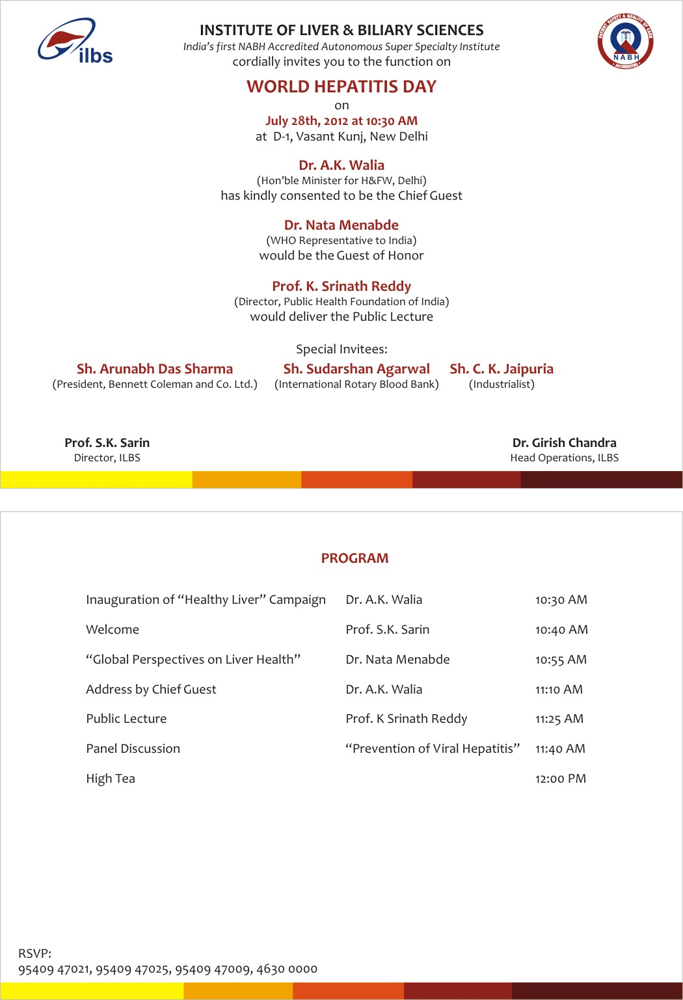 ilbs
INSTITUTE OF LIVER & BILIARY SCIENCES
India’s first NABH Accredited Autonomous Super Specialty Institute
cordially invites you to the function on
PATIENT SAFETY & QUALITY OF CARE
NABH
ACCREDITED
WORLD HEPATITIS DAY
on
July 28th, 2012 at 10:30 AM
at D-1, Vasant Kunj, New Delhi
Dr. A.K. Walia
(Hon’ble Minister for H&FW, Delhi)
has kindly consented to be the Chief Guest
Dr. Nata Menabde
(WHO Representative to India)
would be the Guest of Honor
Prof. K. Srinath Reddy
(Director, Public Health Foundation of India)
would deliver the Public Lecture
Special Invitees:
Sh. Arunabh Das Sharma Sh. Sudarshan Agarwal Sh. C. K. Jaipuria
(President, Bennett Coleman and Co. Ltd.) (International Rotary Blood Bank) (Industrialist)
Prof. S.K. Sarin Dr. Girish Chandra
Director, ILBS Head Operations, ILBS
PROGRAM
Inauguration of “Healthy Liver” Campaign Dr. A.K. Walia 10:30 AM
Welcome Prof. S.K. Sarin 10:40 AM
“Global Perspectives on Liver Health” Dr. Nata Menabde 10:55 AM
Address by Chief Guest Dr. A.K. Walia 11:10 AM
Public Lecture Prof. K Srinath Reddy 11:25 AM
Panel Discussion “Prevention of Viral Hepatitis” 11:40 AM
High Tea 12:00 PM
RSVP:
95409 47021, 95409 47025, 95409 47009, 4630 0000